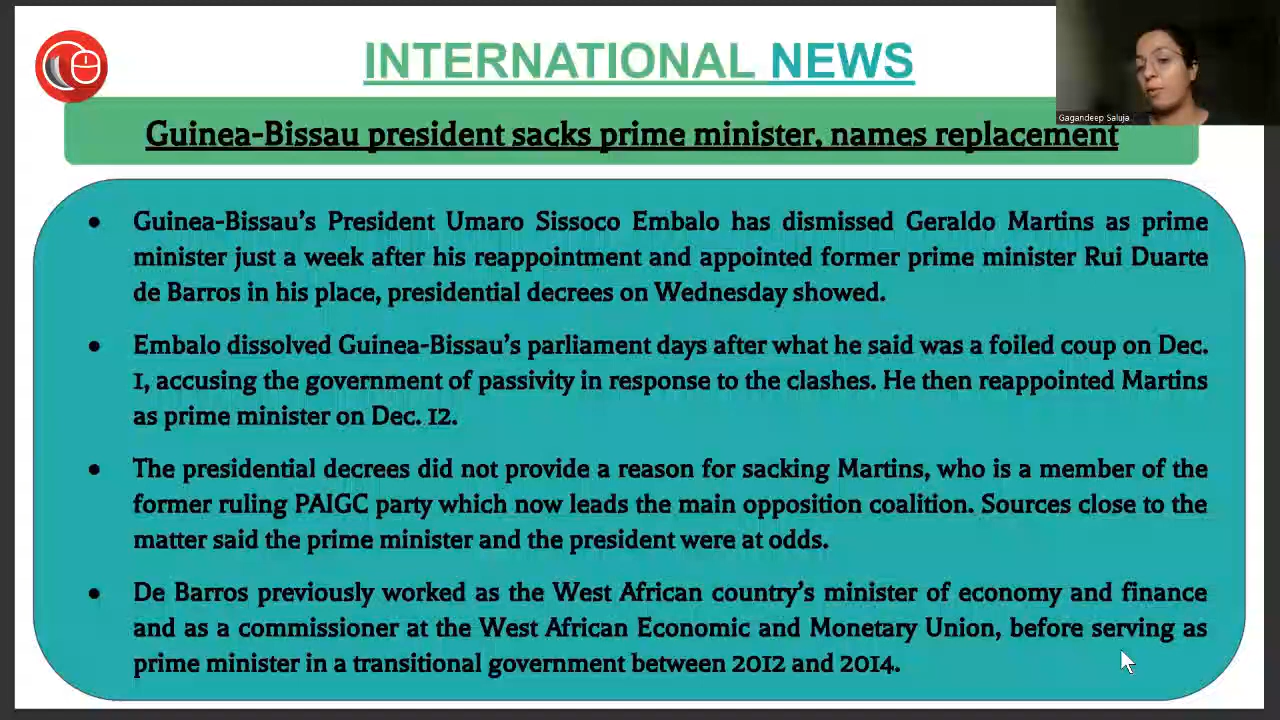 INTERNATIONAL NEWS
Gagandeep Saluja
Guinea-Bissau president sacks prime minister, names replacement
● Guinea-Bissau's President Umaro Sissoco Embalo has dismissed Geraldo Martins as prime
minister just a week after his reappointment and appointed former prime minister Rui Duarte
de Barros in his place, presidential decrees on Wednesday showed.
● Embalo dissolved Guinea-Bissau's parliament days after what he said was a foiled coup on Dec.
1, accusing the government of passivity in response to the clashes. He then reappointed Martins
as prime minister on Dec. 12.
● The presidential decrees did not provide a reason for sacking Martins, who is a member of the
former ruling PAIGC party which now leads the main opposition coalition. Sources close to the
matter said the prime minister and the president were at odds.
● De Barros previously worked as the West African country's minister of economy and finance
and as a commissioner at the West African Economic and Monetary Union, before serving as
prime minister in a transitional government between 2012 and 2014.